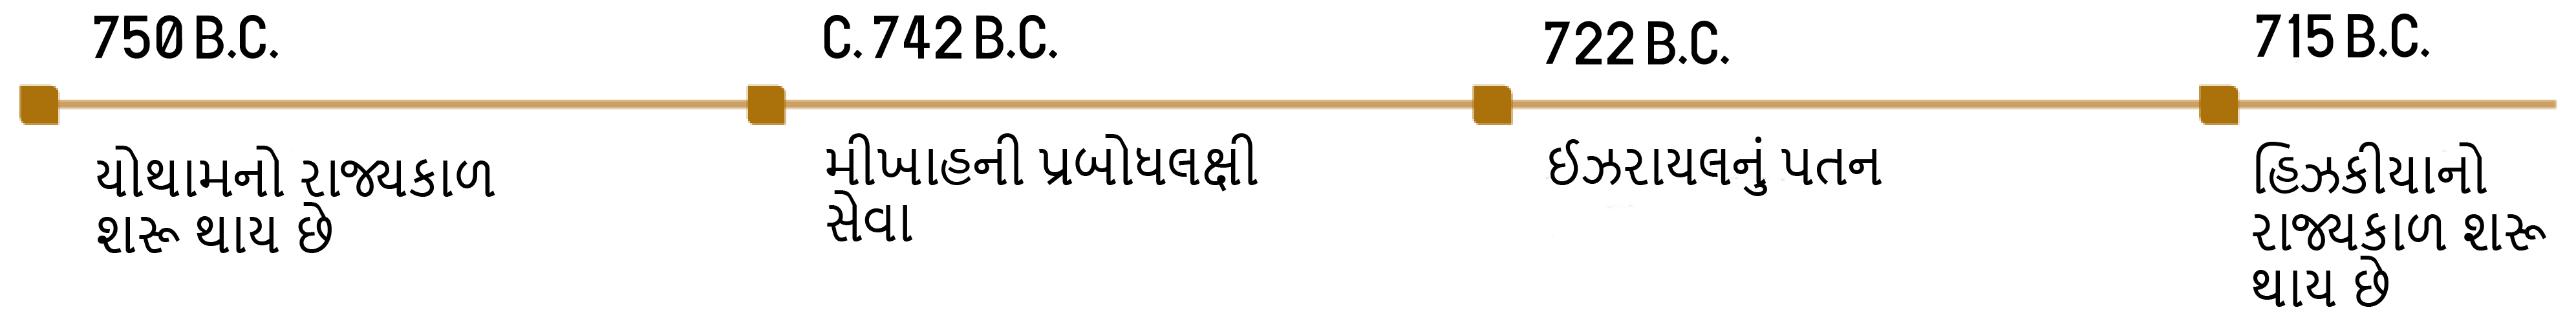 750 B.C.
યોથામનો રાજ્યકાળ
શરૂ થાય છે
C. 742 B.C.
મીખાહની પ્રબોધલક્ષી
સેવા
722 B.C.
ઈઝરાયલનું પતન
715 B.C.
હિઝકીયાનો
રાજ્યકાળ શરૂ
થાય છે